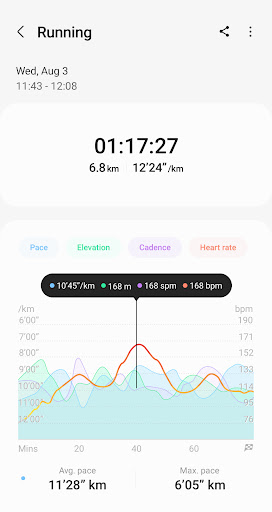 Running
Wed, Aug 3
11:43 - 12:08
01:17:27
6.8 km 12'24"/km
Pace Elevation Cadence Heart rate
10'45"/km 168 m 168 spm 168 bpm
/km bpm
6'00" 190
7'00" 171
8'00" 152
9'00" 133
10'00" 114
11'00" 95
12'00" 76
Mins 20 40 60
Avg. pace Max. pace
11'28" km 6'05" km